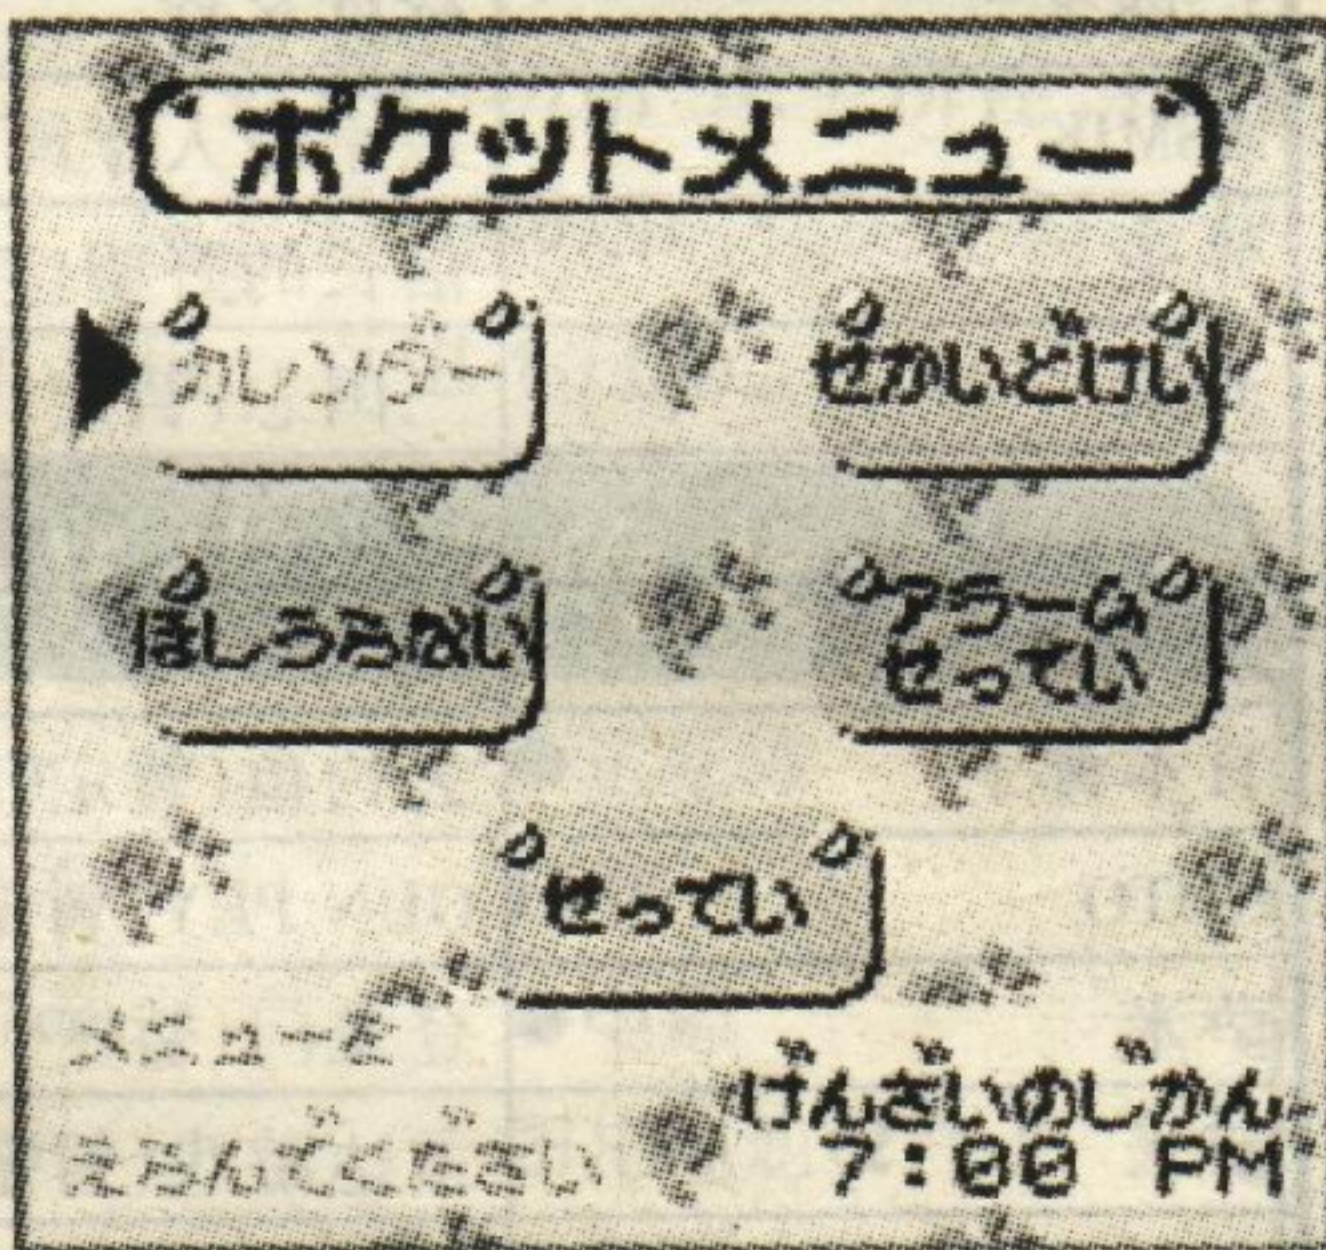 ポケットメニュー
カレンダー
せかいどけい
ほしうらない
アラーム
せってい
せってい
メニューを
えらんでください
げんざいのじかん
7:00 PM